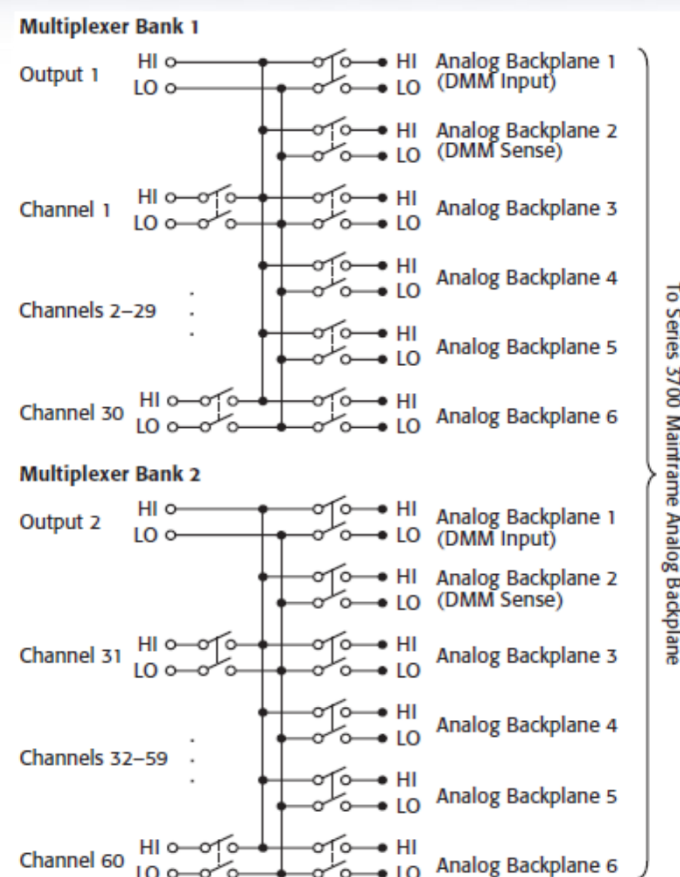 Multiplexer Bank 1
HI HI Analog Backplane 1
Output 1
LO LO (DMM Input)
HI Analog Backplane 2
LO (DMM Sense)
HI HI
Channel 1 Analog Backplane 3
LO LO
HI
Analog Backplane 4
LO
Channels 2–29
HI
Analog Backplane 5
LO
HI HI
Channel 30 Analog Backplane 6
LO LO
Multiplexer Bank 2
HI HI Analog Backplane 1
Output 2
LO LO (DMM Input)
HI Analog Backplane 2
LO (DMM Sense)
HI HI
Channel 31 Analog Backplane 3
LO LO
HI
Analog Backplane 4
LO
Channels 32–59
HI
Analog Backplane 5
LO
HI HI
Channel 60 Analog Backplane 6
LO LO
To Series 3700 Mainframe Analog Backplane